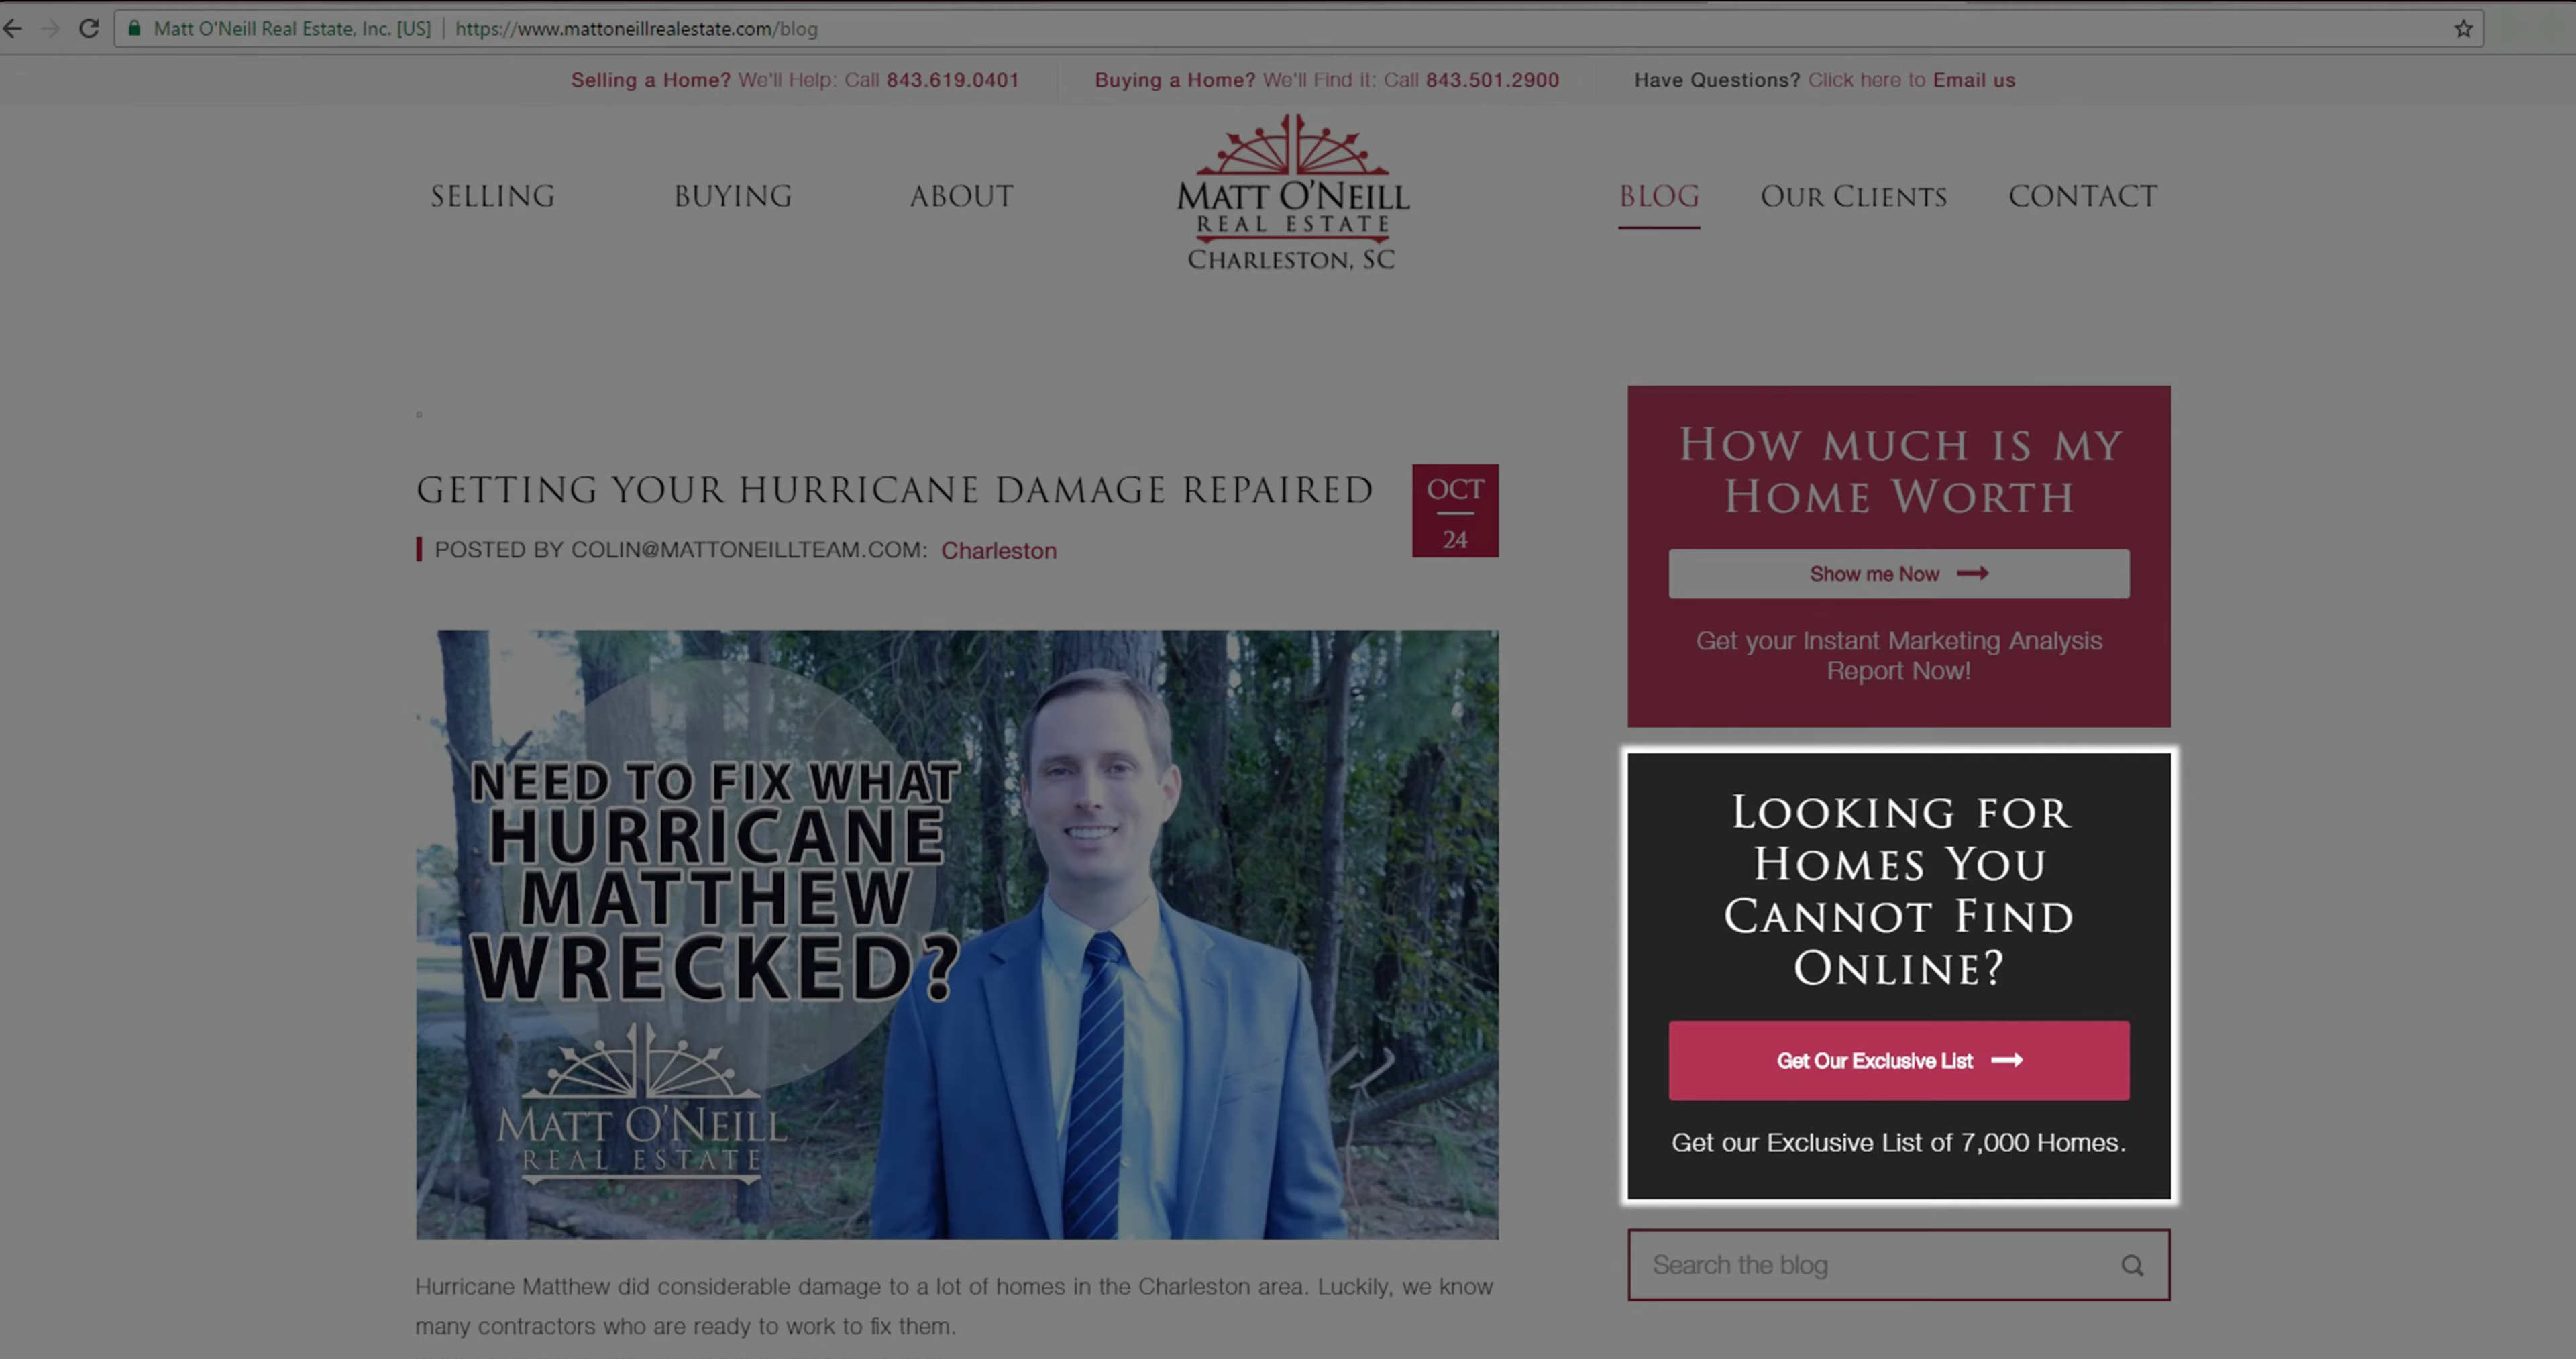 Matt O'Neill Real Estate, Inc. [US] https://www.mattoneillrealestate.com/blog
Selling a Home? We'll Help: Call 843.619.0401
Buying a Home? We'll Find it: Call 843.501.2900
Have Questions? Click here to Email us
SELLING
BUYING
ABOUT
MATT O'NEILL
REAL ESTATE
CHARLESTON, SC
BLOG
OUR CLIENTS
CONTACT
GETTING YOUR HURRICANE DAMAGE REPAIRED
OCT
24
POSTED BY COLIN@MATTONEILLTEAM.COM: Charleston
NEED TO FIX WHAT
HURRICANE
MATTHEW
WRECKED?
MATT O'NEILL
REAL ESTATE
Hurricane Matthew did considerable damage to a lot of homes in the Charleston area. Luckily, we know
many contractors who are ready to work to fix them.
HOW MUCH IS MY
HOME WORTH
Show me Now
Get your Instant Marketing Analysis
Report Now!
LOOKING FOR
HOMES YOU
CANNOT FIND
ONLINE?
Get Our Exclusive List
Get our Exclusive List of 7,000 Homes.
Search the blog